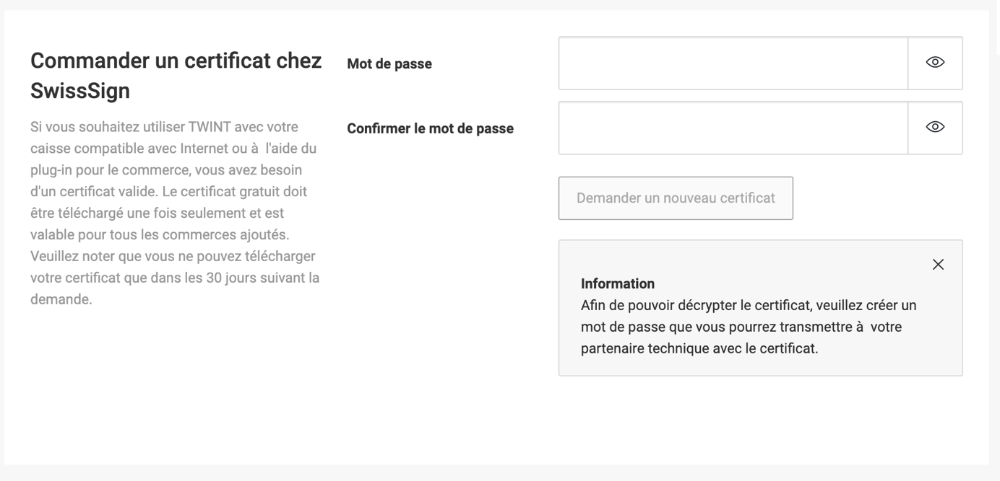 Commander un certificat chez
SwissSign
Si vous souhaitez utiliser TWINT avec votre
caisse compatible avec Internet ou à  l'aide du
plug-in pour le commerce, vous avez besoin
d'un certificat valide. Le certificat gratuit doit
être téléchargé une fois seulement et est
valable pour tous les commerces ajoutés.
Veuillez noter que vous ne pouvez télécharger
votre certificat que dans les 30 jours suivant la
demande.
Mot de passe
Confirmer le mot de passe
Demander un nouveau certificat
Information
Afin de pouvoir décrypter le certificat, veuillez créer un
mot de passe que vous pourrez transmettre à  votre
partenaire technique avec le certificat.